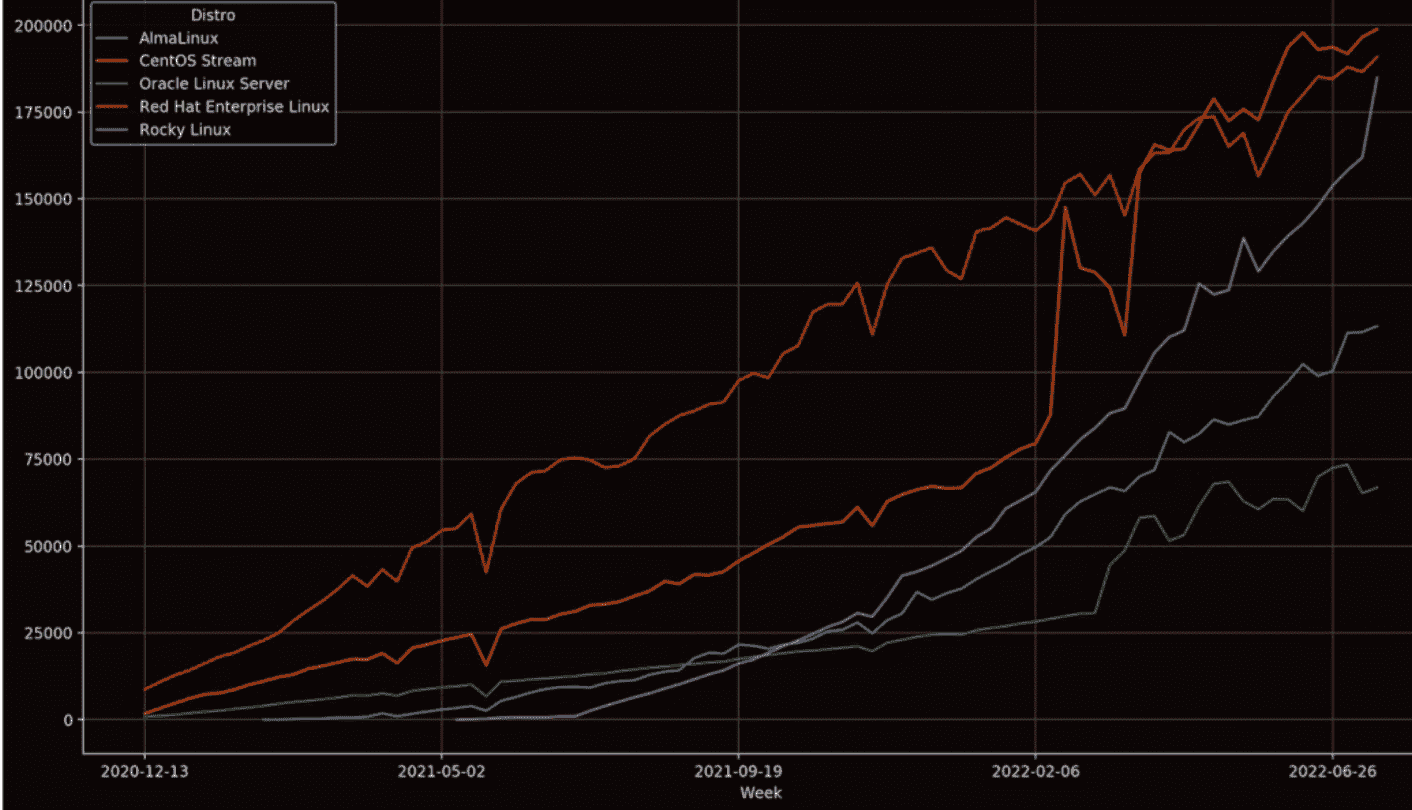 Distro
AlmaLinux
CentOS Stream
Oracle Linux Server
Red Hat Enterprise Linux
Rocky Linux
200000
175000
150000
125000
100000
75000
50000
25000
0
2020-12-13 2021-05-02 2021-09-19 2022-02-06 2022-06-26
Week